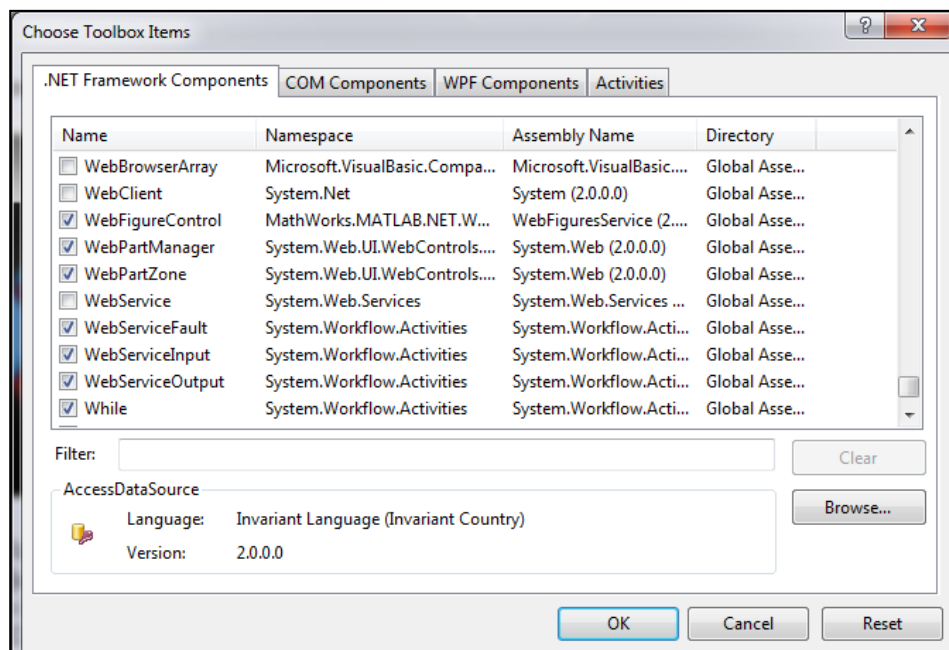 Choose Toolbox Items
.NET Framework Components COM Components WPF Components Activities
Name Namespace Assembly Name Directory
WebBrowserArray Microsoft.VisualBasic.Compa... Microsoft.VisualBasic.... Global Asse...
WebClient System.Net System (2.0.0.0) Global Asse...
WebFigureControl MathWorks.MATLAB.NET.W... WebFiguresService (2.... Global Asse...
WebPartManager System.Web.UI.WebControls.... System.Web (2.0.0.0) Global Asse...
WebPartZone System.Web.UI.WebControls.... System.Web (2.0.0.0) Global Asse...
WebService System.Web.Services System.Web.Services ... Global Asse...
WebServiceFault System.Workflow.Activities System.Workflow.Acti... Global Asse...
WebServiceInput System.Workflow.Activities System.Workflow.Acti... Global Asse...
WebServiceOutput System.Workflow.Activities System.Workflow.Acti... Global Asse...
While System.Workflow.Activities System.Workflow.Acti... Global Asse...
Filter: Clear
AccessDataSource
Browse...
Language: Invariant Language (Invariant Country)
Version: 2.0.0.0
OK Cancel Reset